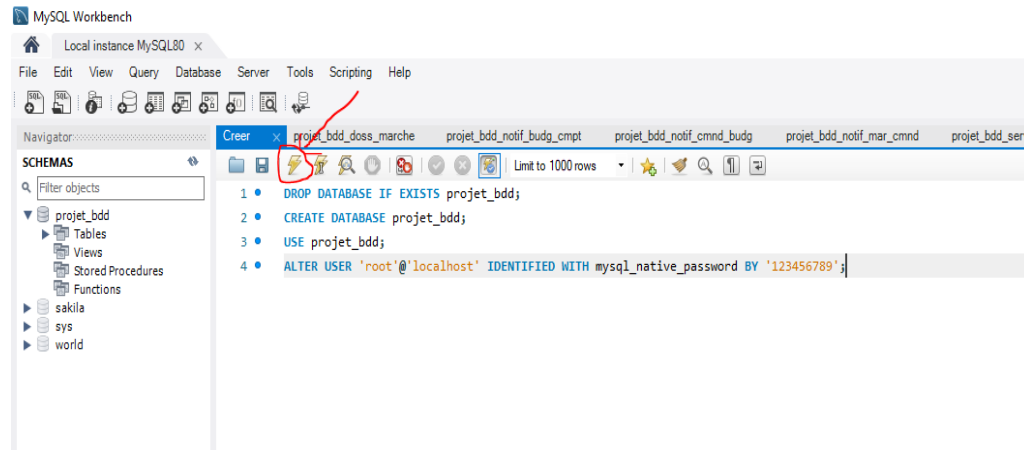 MySQL Workbench
Local instance MySQL80
File Edit View Query Database Server Tools Scripting Help
Navigator
Creer projet_bdd_doss_marche projet_bdd_notif_budg_cmpt projet_bdd_notif_cmnd_budg projet_bdd_notif_mar_cmnd projet_bdd_ser
SCHEMAS
Filter objects
projet_bdd
Tables
Views
Stored Procedures
Functions
sakila
sys
world
Limit to 1000 rows
1 DROP DATABASE IF EXISTS projet_bdd;
2 CREATE DATABASE projet_bdd;
3 USE projet_bdd;
4 ALTER USER 'root'@'localhost' IDENTIFIED WITH mysql_native_password BY '123456789';